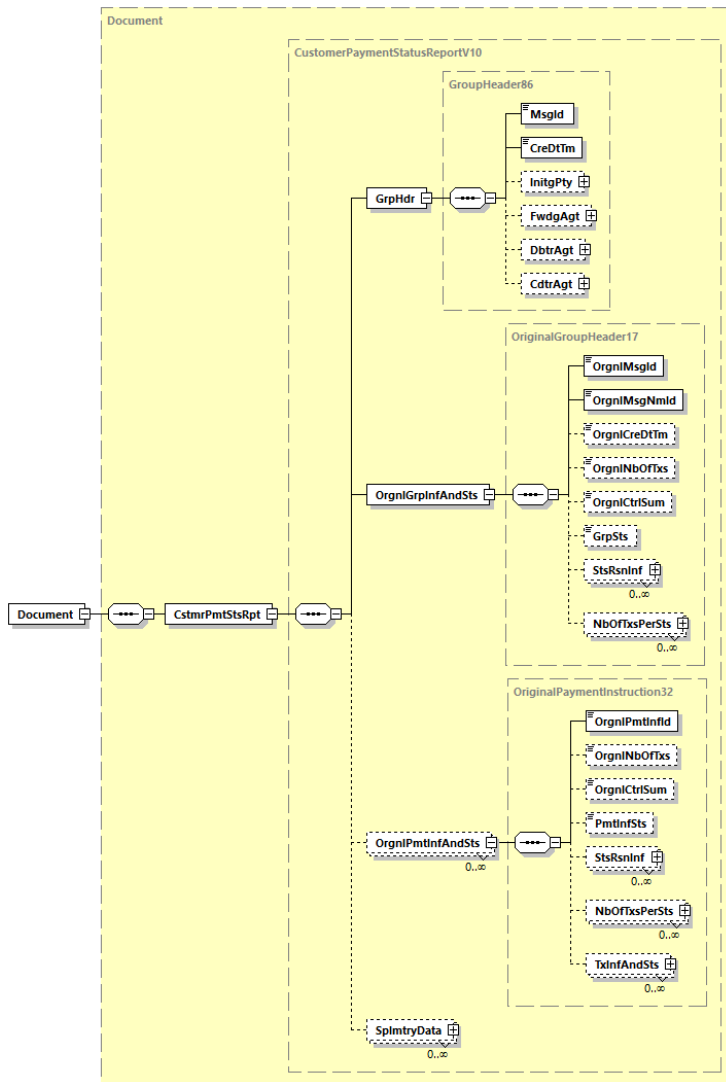 Document
CustomerPaymentStatusReportV10
GroupHeader86
MsgId
CreDtTm
InitgPty
GrpHdr
FwdgAgt
DbtrAgt
CdtrAgt
OriginalGroupHeader17
OrgnlMsgId
OrgnlMsgNmId
OrgnlCreDtTm
OrgnlNbOfTxs
OrgnlGrpInfAndSts
OrgnlCtrlSum
GrpSts
StsRsnInf
0..∞
Document
CstmrPmtStsRpt
NbOfTxsPerSts
0..∞
OriginalPaymentInstruction32
OrgnlPmtInfId
OrgnlNbOfTxs
OrgnlCtrlSum
PmtInfSts
OrgnlPmtInfAndSts
0..∞
StsRsnInf
0..∞
NbOfTxsPerSts
0..∞
TxInfAndSts
0..∞
SplmtryData
0..∞